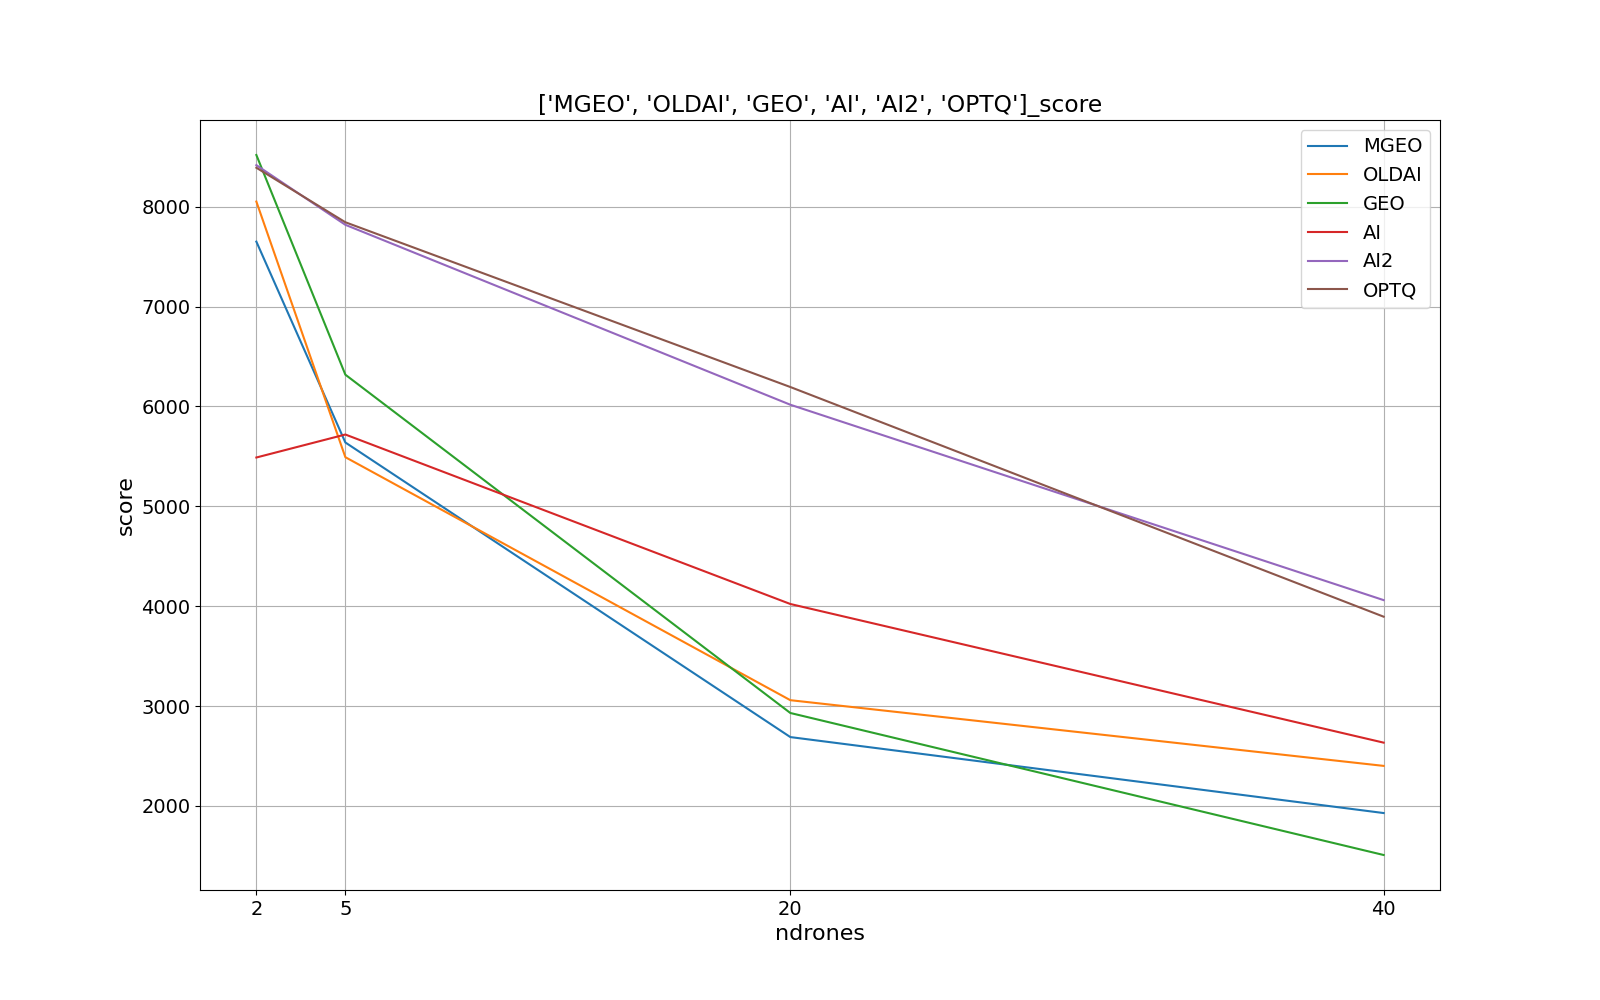 ['MGEO', 'OLDAI', 'GEO', 'AI', 'AI2', 'OPTQ']_score
MGEO
OLDAI
GEO
AI
AI2
OPTQ
8000
7000
6000
5000
4000
3000
2000
score
2 5 20 40
ndrones